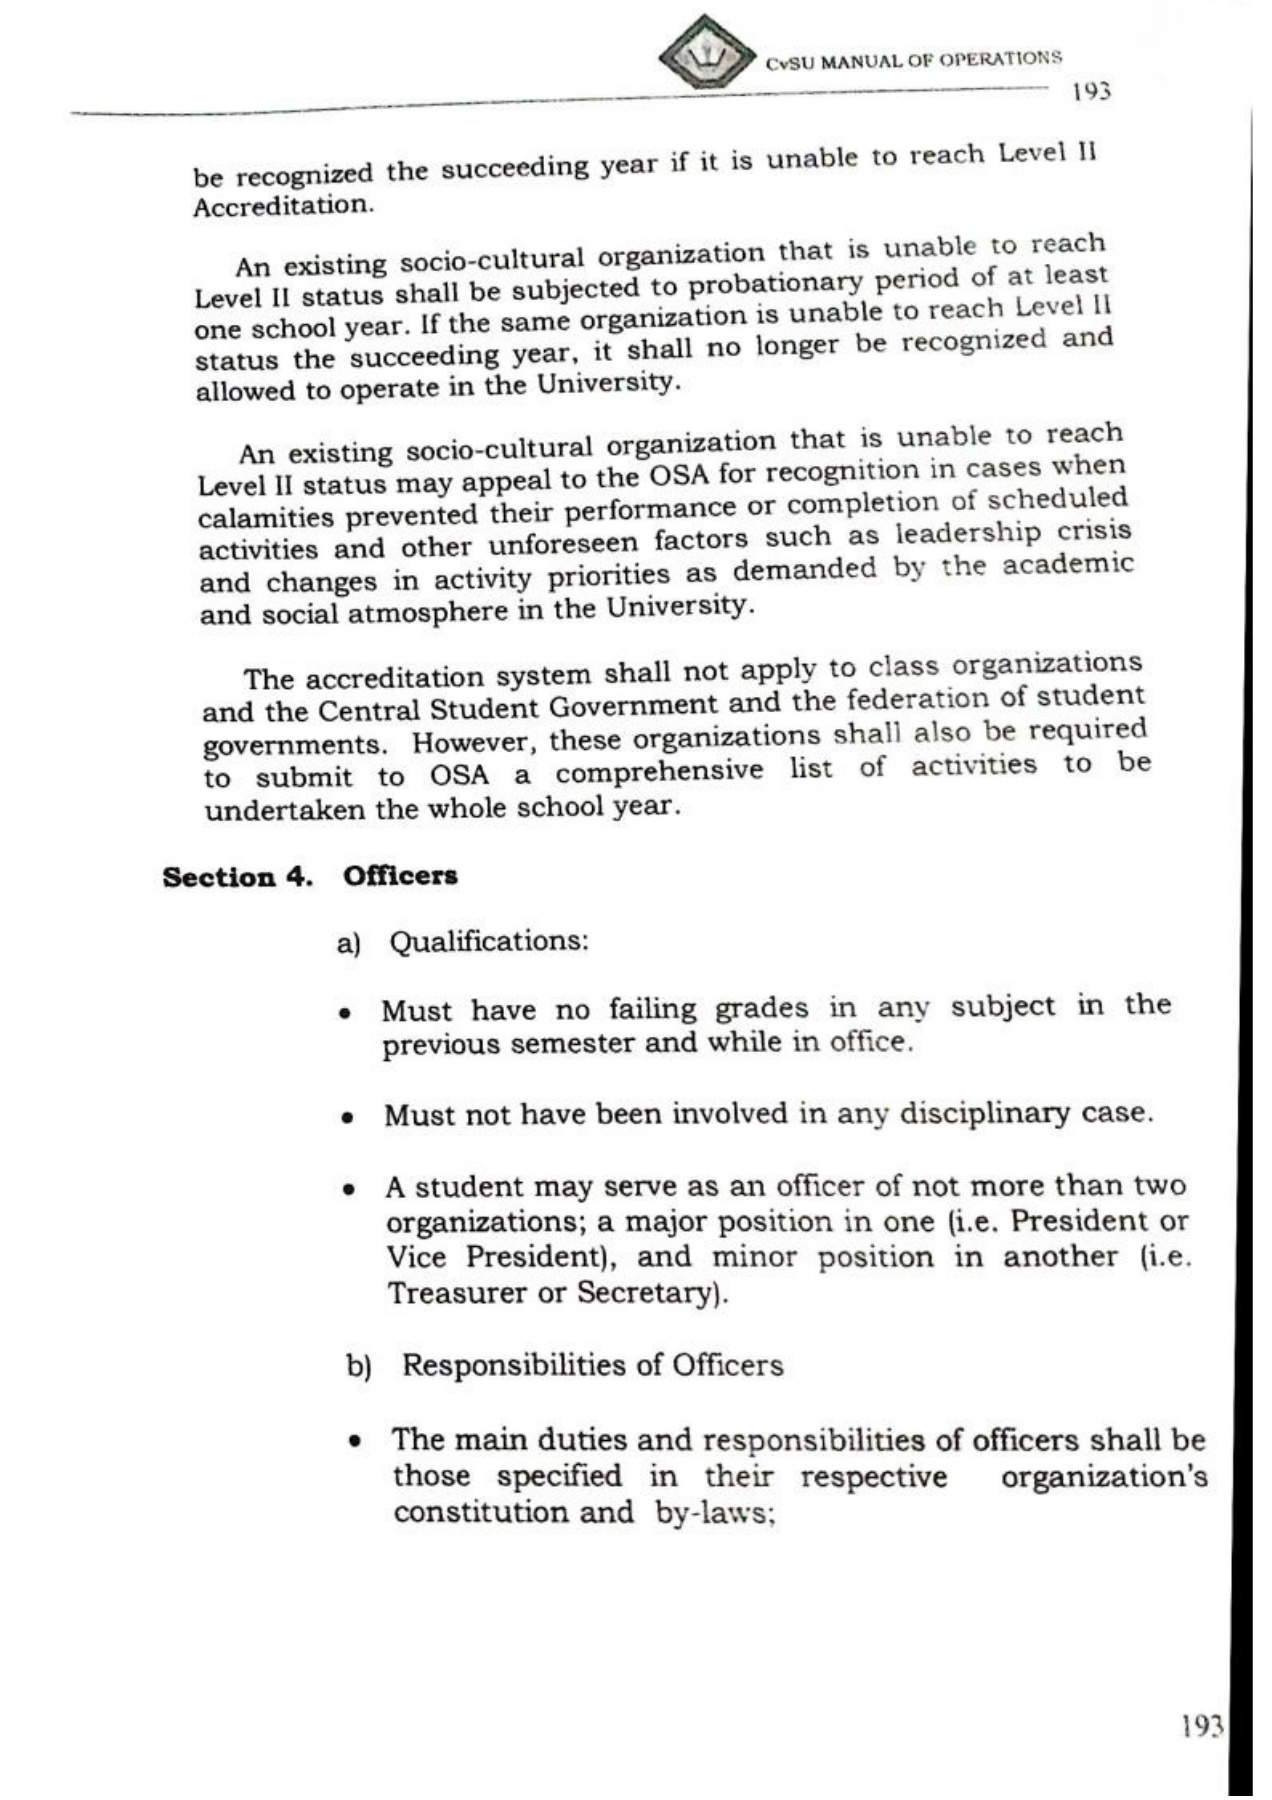 CvSU MANUAL OF OPERATIONS
193
be recognized the succeeding year if it is unable to reach Level II
Accreditation.
An existing socio-cultural organization that is unable to reach
Level II status shall be subjected to probationary period of at least
one school year. If the same organization is unable to reach Level II
status the succeeding year, it shall no longer be recognized and
allowed to operate in the University.
An existing socio-cultural organization that is unable to reach
Level II status may appeal to the OSA for recognition in cases when
calamities prevented their performance or completion of scheduled
activities and other unforeseen factors such as leadership crisis
and changes in activity priorities as demanded by the academic
and social atmosphere in the University.
The accreditation system shall not apply to class organizations
and the Central Student Government and the federation of student
governments. However, these organizations shall also be required
to submit to OSA a comprehensive list of activities to be
undertaken the whole school year.
Section 4. Officers
a) Qualifications:
• Must have no failing grades in any subject in the
previous semester and while in office.
• Must not have been involved in any disciplinary case.
• A student may serve as an officer of not more than two
organizations; a major position in one (i.e. President or
Vice President), and minor position in another (i.e.
Treasurer or Secretary).
b) Responsibilities of Officers
• The main duties and responsibilities of officers shall be
those specified in their respective organization's
constitution and by-laws;
193